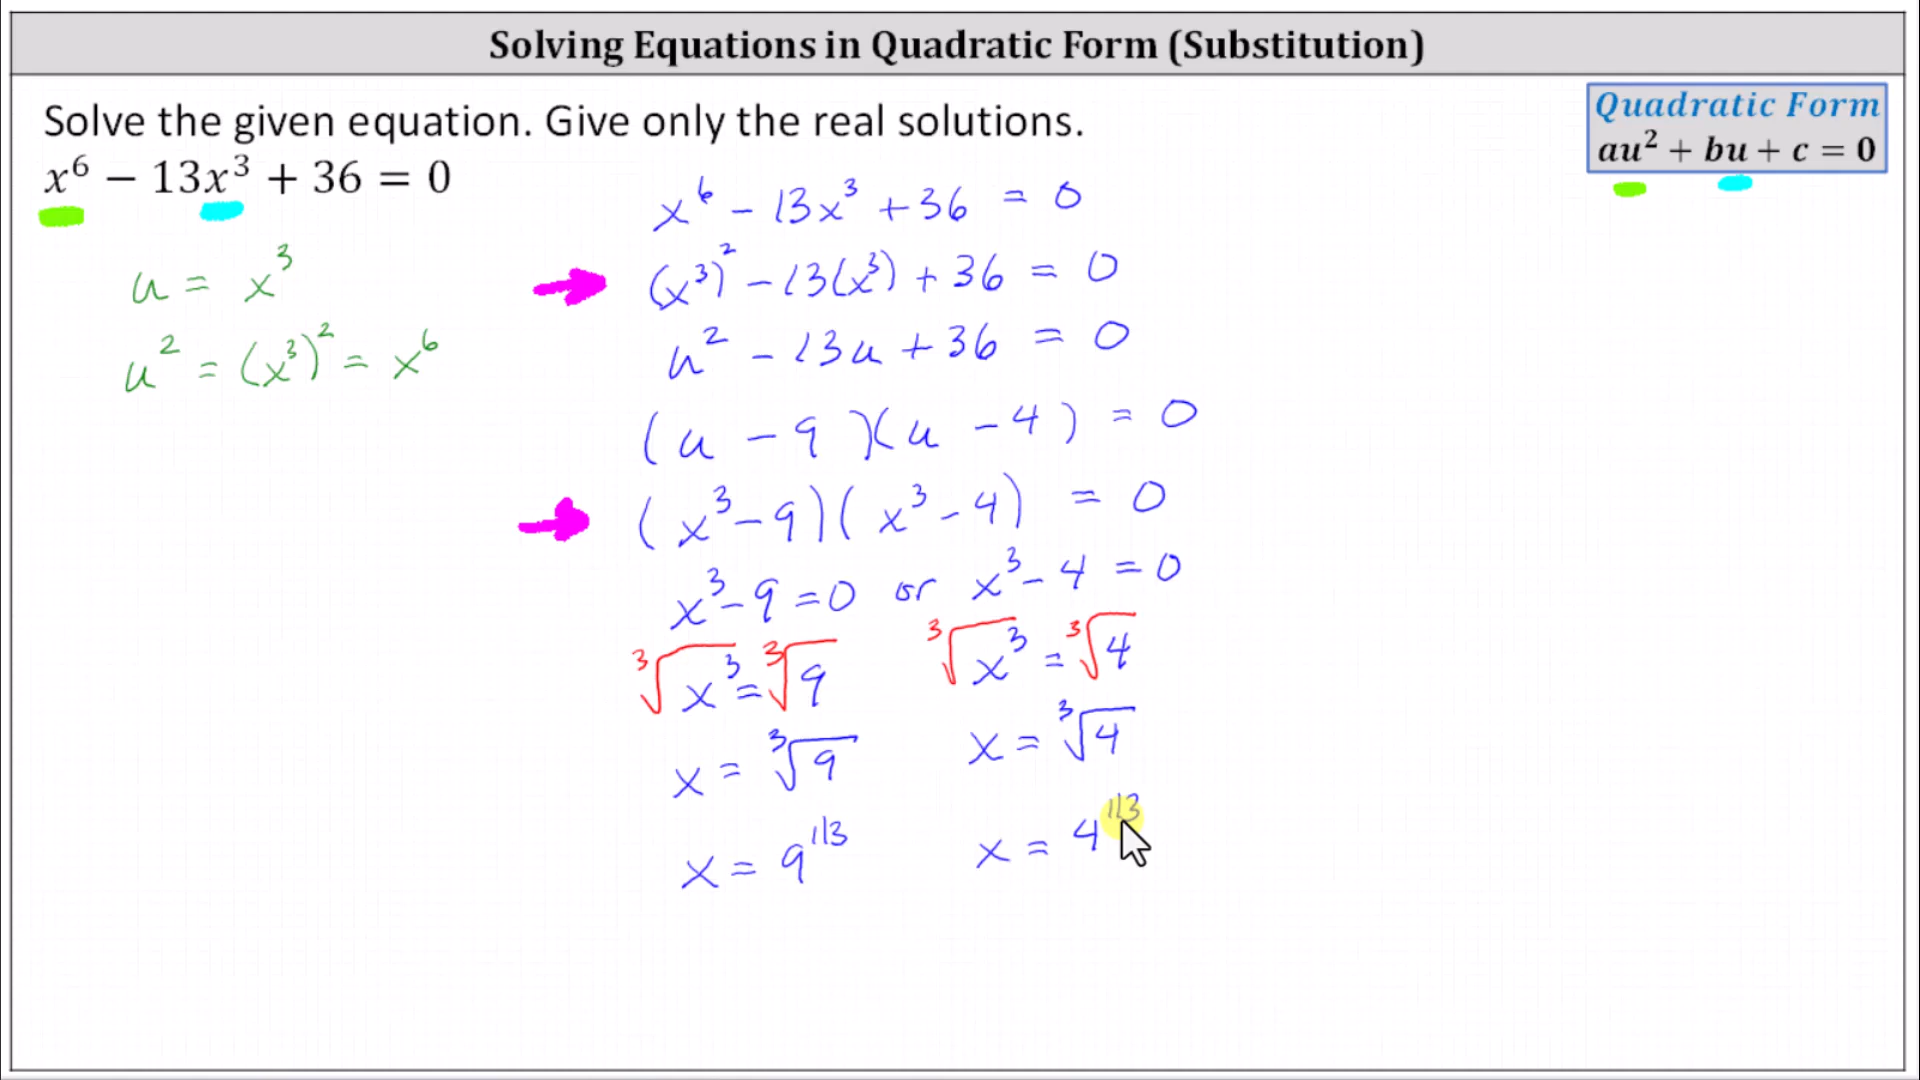 Solving Equations in Quadratic Form (Substitution)
Solve the given equation. Give only the real solutions.
x⁶ − 13x³ + 36 = 0
Quadratic Form
au² + bu + c = 0
u = x³
u² = (x³)² = x⁶
x⁶ − 13x³ + 36 = 0
(x³)² − 13(x³) + 36 = 0
u² − 13u + 36 = 0
(u − 9)(u − 4) = 0
(x³ − 9)(x³ − 4) = 0
x³ − 9 = 0 or x³ − 4 = 0
∛x³ = ∛9 ∛x³ = ∛4
x = ∛9 x = ∛4
x = 9^1/3 x = 4^1/3